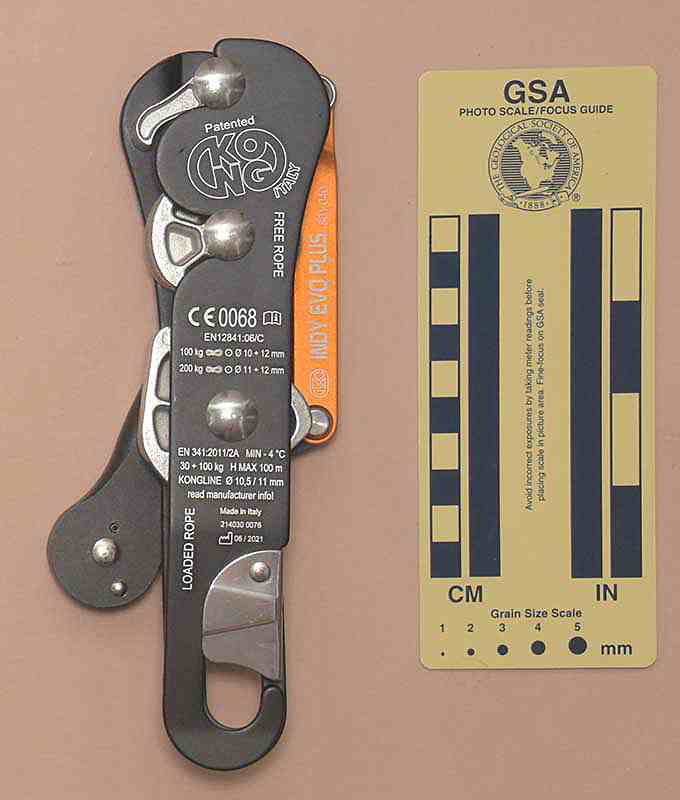 Patented
KONG
ITALY
FREE ROPE
INDY EVO PLUS
CE0068
EN12841:06/C
100 kg Ø 10 ÷ 12 mm
200 kg Ø 11 ÷ 12 mm
EN 341:2011/2A MIN - 4 °C
30 ÷ 100 kg H MAX 100 m
KONGLINE Ø 10,5 / 11 mm
read manufacturer info!
Made in Italy
214030 0076
06 / 2021
LOADED ROPE
GSA
PHOTO SCALE/FOCUS GUIDE
THE GEOLOGICAL SOCIETY OF AMERICA
1888
®
Avoid incorrect exposures by taking meter readings before
placing scale in picture area. Fine-focus on GSA seal.
CM IN
Grain Size Scale
1 2 3 4 5
mm